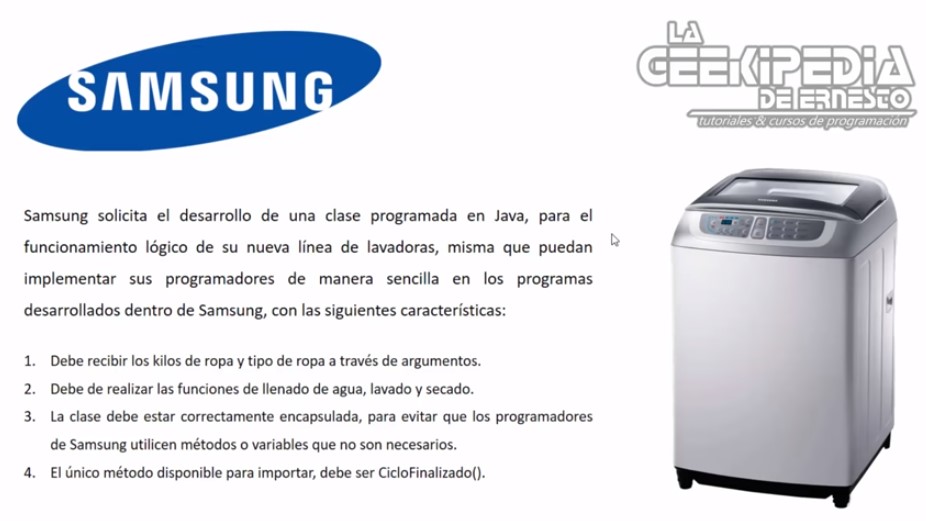 SAMSUNG
LA
GEEKIPEDIA
DE ERNESTO
tutoriales & cursos de programación
Samsung solicita el desarrollo de una clase programada en Java, para el
funcionamiento lógico de su nueva línea de lavadoras, misma que puedan
implementar sus programadores de manera sencilla en los programas
desarrollados dentro de Samsung, con las siguientes características:
1. Debe recibir los kilos de ropa y tipo de ropa a través de argumentos.
2. Debe de realizar las funciones de llenado de agua, lavado y secado.
3. La clase debe estar correctamente encapsulada, para evitar que los programadores
de Samsung utilicen métodos o variables que no son necesarios.
4. El único método disponible para importar, debe ser CicloFinalizado().